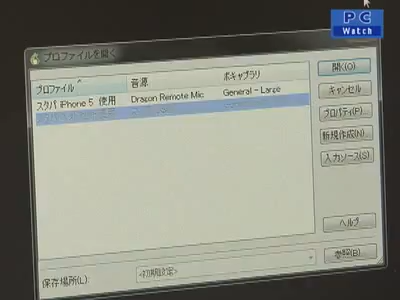 PC
Watch
プロファイルを開く
プロファイル 音源 ボキャブラリ 開く(O)
スタパ iPhone 5 使用 Dragon Remote Mic General - Large キャンセル
プロパティ(P)...
新規作成(N)...
入力ソース(S)
ヘルプ
保存場所(L): <初期設定> 参照(B)